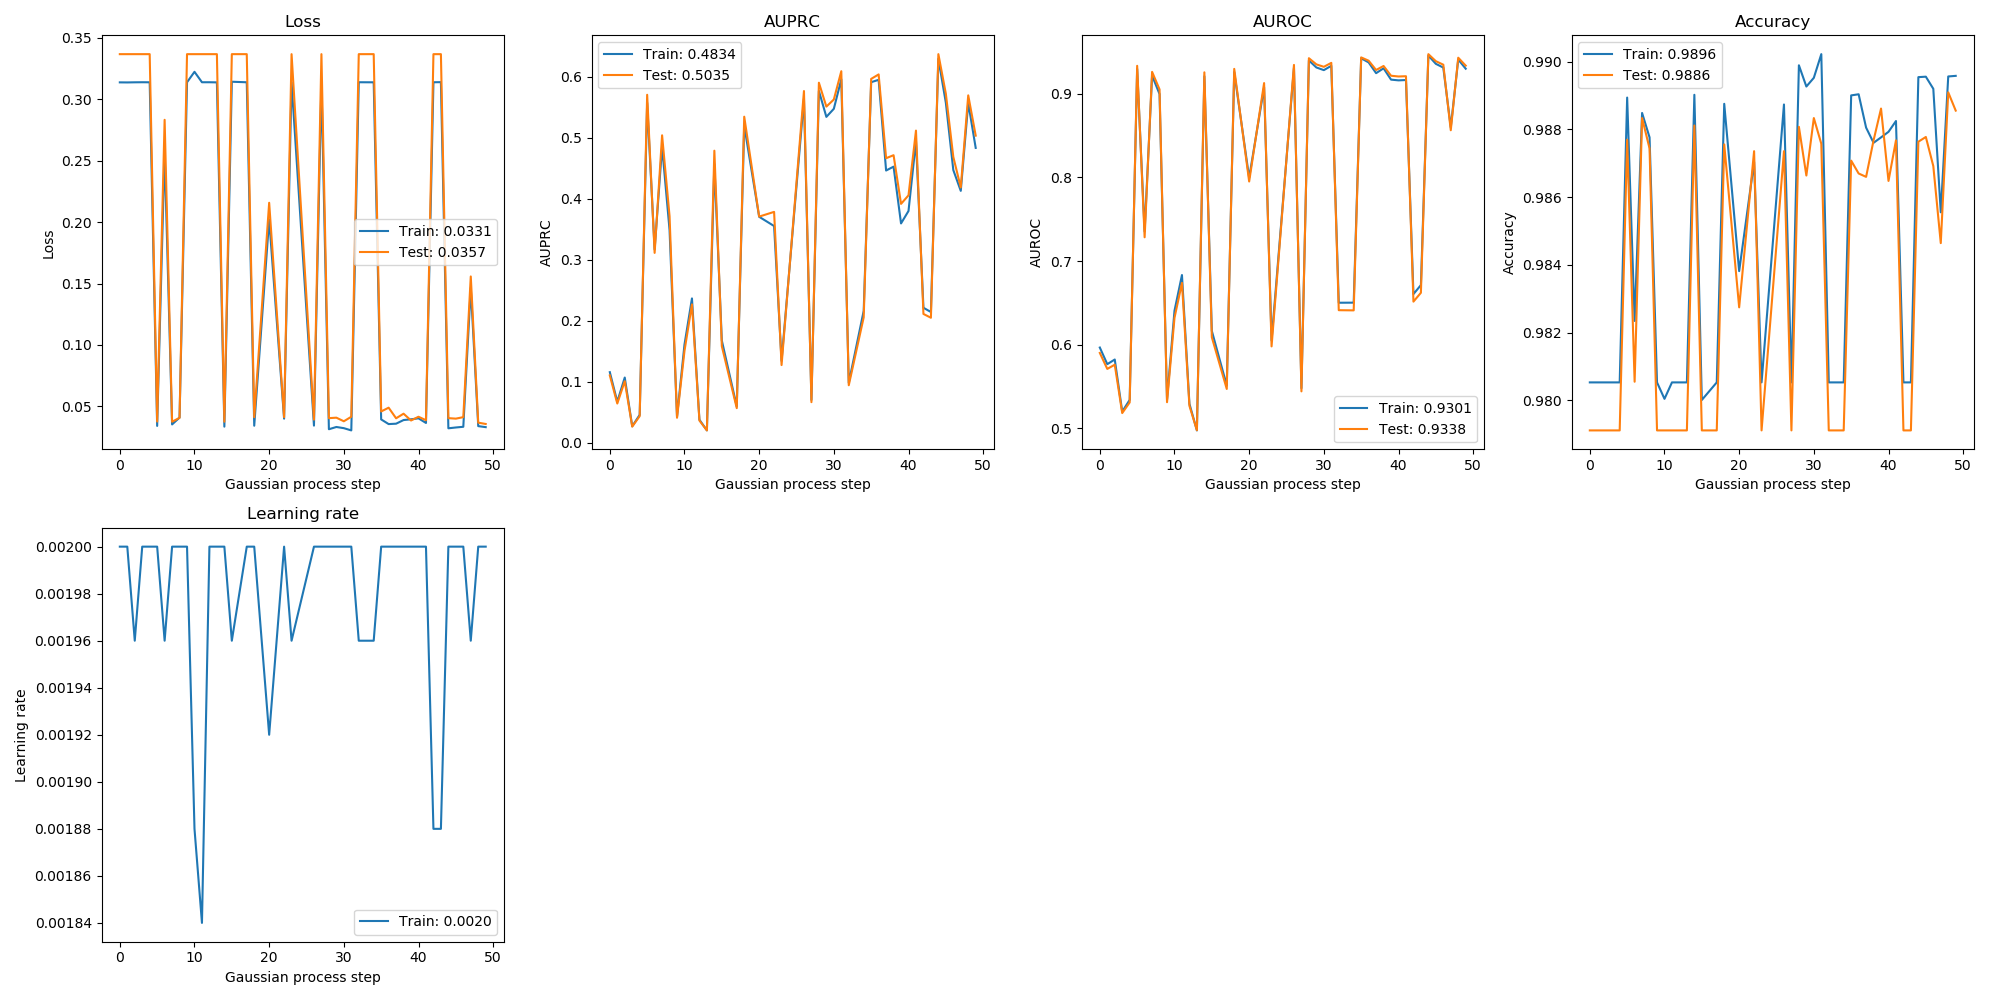 Loss
Loss
0.35
0.30
0.25
0.20
0.15
0.10
0.05
Train: 0.0331
Test: 0.0357
0 10 20 30 40 50
Gaussian process step
AUPRC
AUPRC
0.6
0.5
0.4
0.3
0.2
0.1
0.0
Train: 0.4834
Test: 0.5035
0 10 20 30 40 50
Gaussian process step
AUROC
AUROC
0.9
0.8
0.7
0.6
0.5
Train: 0.9301
Test: 0.9338
0 10 20 30 40 50
Gaussian process step
Accuracy
Accuracy
0.990
0.988
0.986
0.984
0.982
0.980
Train: 0.9896
Test: 0.9886
0 10 20 30 40 50
Gaussian process step
Learning rate
Learning rate
0.00200
0.00198
0.00196
0.00194
0.00192
0.00190
0.00188
0.00186
0.00184
Train: 0.0020
0 10 20 30 40 50
Gaussian process step